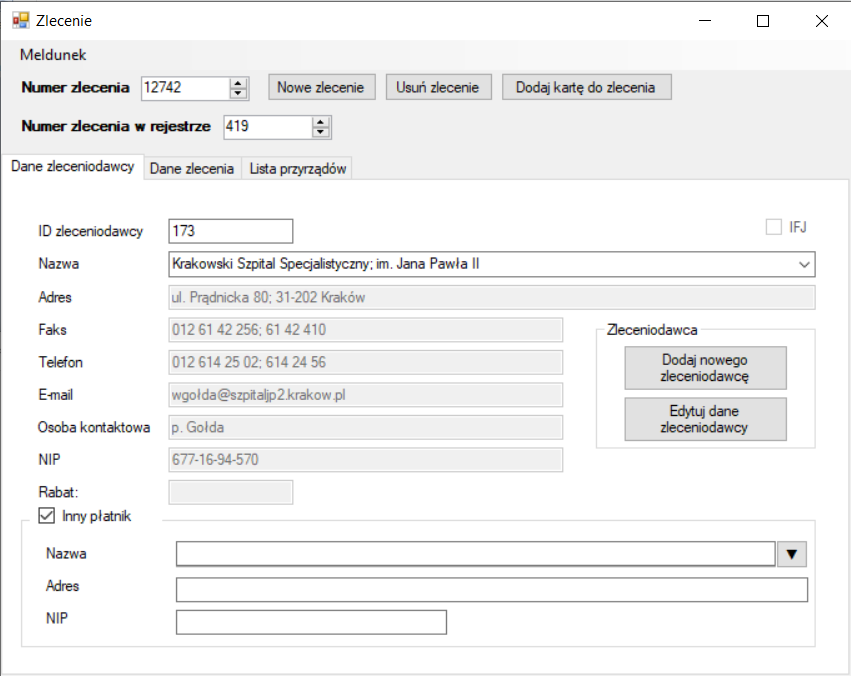 Zlecenie
Meldunek
Numer zlecenia 12742 Nowe zlecenie Usuń zlecenie Dodaj kartę do zlecenia
Numer zlecenia w rejestrze 419
Dane zleceniodawcy Dane zlecenia Lista przyrządów
ID zleceniodawcy 173 IFJ
Nazwa Krakowski Szpital Specjalistyczny; im. Jana Pawła II
Adres ul. Prądnicka 80; 31-202 Kraków
Faks 012 61 42 256; 61 42 410
Zleceniodawca
Telefon 012 614 25 02; 614 24 56
Dodaj nowego
zleceniodawcę
E-mail wgołda@szpitaljp2.krakow.pl
Osoba kontaktowa p. Gołda
Edytuj dane
zleceniodawcy
NIP 677-16-94-570
Rabat:
Inny płatnik
Nazwa
Adres
NIP